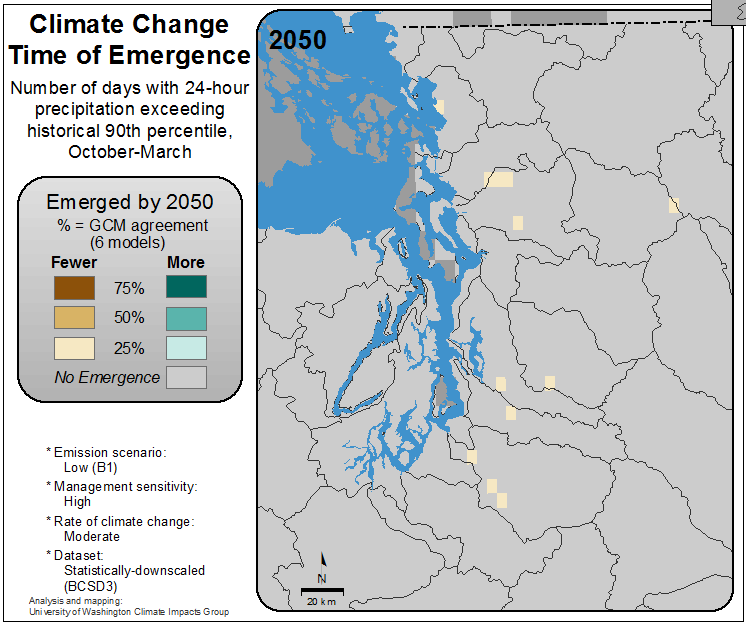 Climate Change
Time of Emergence
Number of days with 24-hour
precipitation exceeding
historical 90th percentile,
October-March
Emerged by 2050
% = GCM agreement
(6 models)
Fewer More
75%
50%
25%
No Emergence
* Emission scenario:
Low (B1)
* Management sensitivity:
High
* Rate of climate change:
Moderate
* Dataset:
Statistically-downscaled
(BCSD3)
Analysis and mapping:
University of Washington Climate Impacts Group
2050
N
20 km